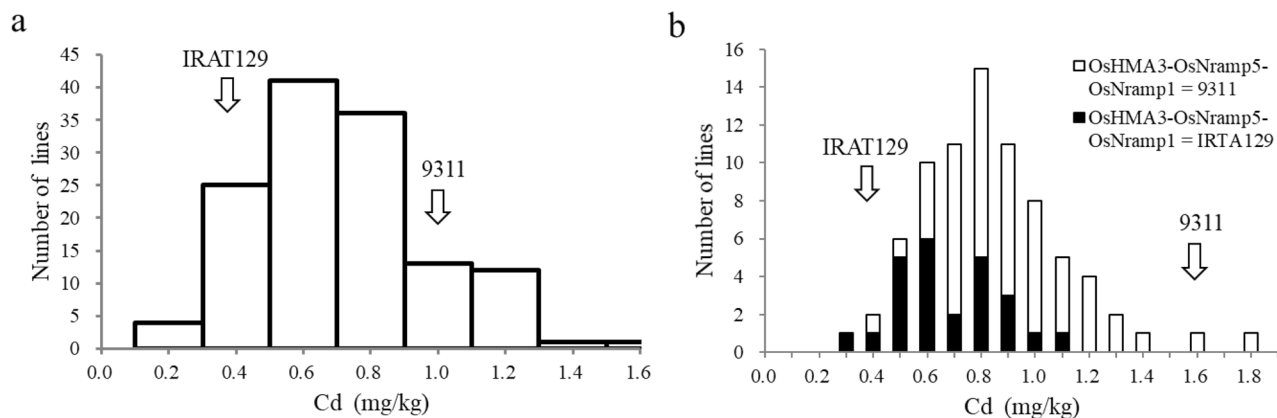 a
Number of lines
45
40
35
30
25
20
15
10
5
0
IRAT129
9311
0.0 0.2 0.4 0.6 0.8 1.0 1.2 1.4 1.6
Cd (mg/kg)
b
Number of lines
16
14
12
10
8
6
4
2
0
OsHMA3-OsNramp5-
OsNramp1 = 9311
OsHMA3-OsNramp5-
OsNramp1 = IRTA129
IRAT129
9311
0.0 0.2 0.4 0.6 0.8 1.0 1.2 1.4 1.6 1.8
Cd (mg/kg)